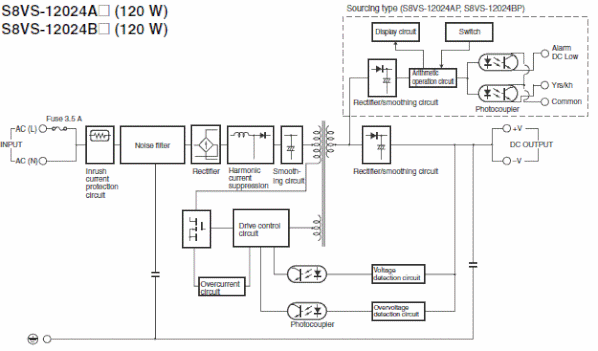 S8VS-12024A□ (120 W)
S8VS-12024B□ (120 W)
Sourcing type (S8VS-12024AP, S8VS-12024BP)
Display circuit
Switch
Alarm
DC Low
Arithmetic
operation circuit
Yrs/kh
Rectifier/smoothing circuit
Photocoupler
Common
Fuse 3.5 A
AC (L)
INPUT
AC (N)
Noise filter
+V
DC OUTPUT
−V
Inrush
current
protection
circuit
Rectifier
Harmonic
current
suppression
Smooth-
ing circuit
Rectifier/smoothing circuit
Drive control
circuit
Overcurrent
circuit
Voltage
detection circuit
Overvoltage
detection circuit
Photocoupler